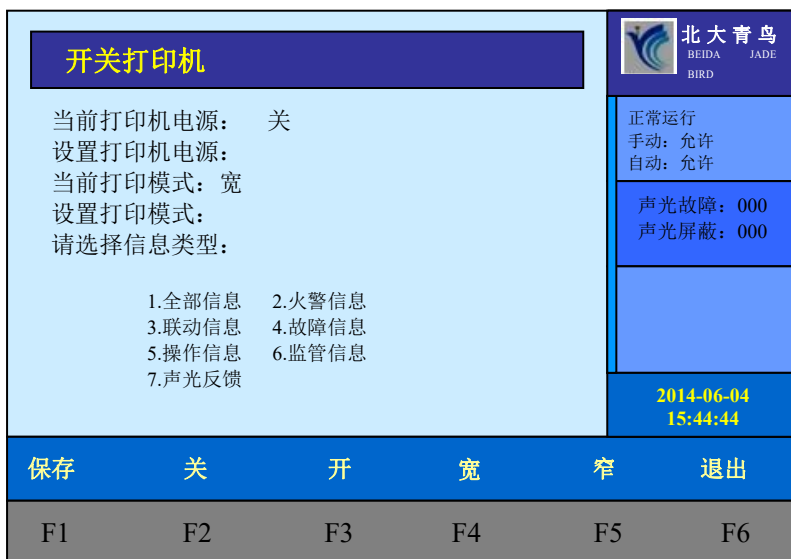 开关打印机
当前打印机电源： 关
设置打印机电源：
当前打印模式：宽
设置打印模式：
请选择信息类型：
1.全部信息 2.火警信息
3.联动信息 4.故障信息
5.操作信息 6.监管信息
7.声光反馈
北大青鸟
BEIDA JADE
BIRD
正常运行
手动：允许
自动：允许
声光故障：000
声光屏蔽：000
2014-06-04
15:44:44
保存 关 开 宽 窄 退出
F1 F2 F3 F4 F5 F6